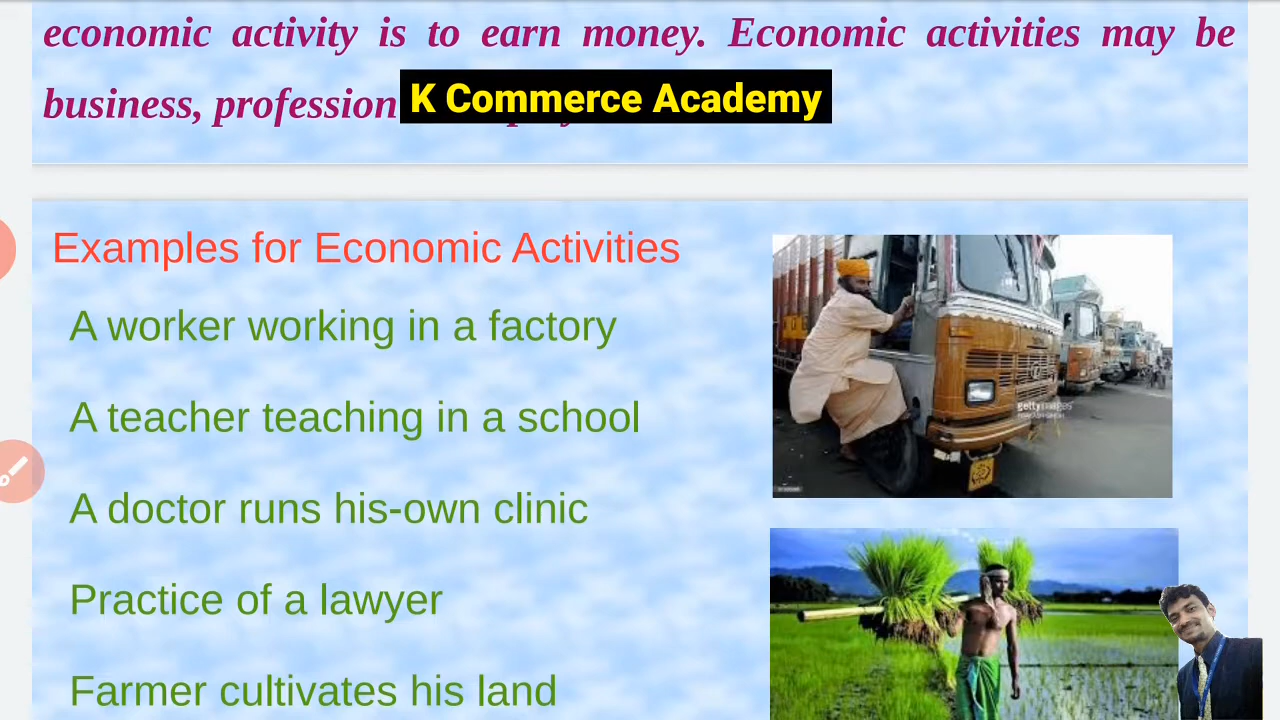 economic activity is to earn money. Economic activities may be
business, profession
K Commerce Academy
Examples for Economic Activities
A worker working in a factory
A teacher teaching in a school
A doctor runs his-own clinic
Practice of a lawyer
Farmer cultivates his land
gettyimages